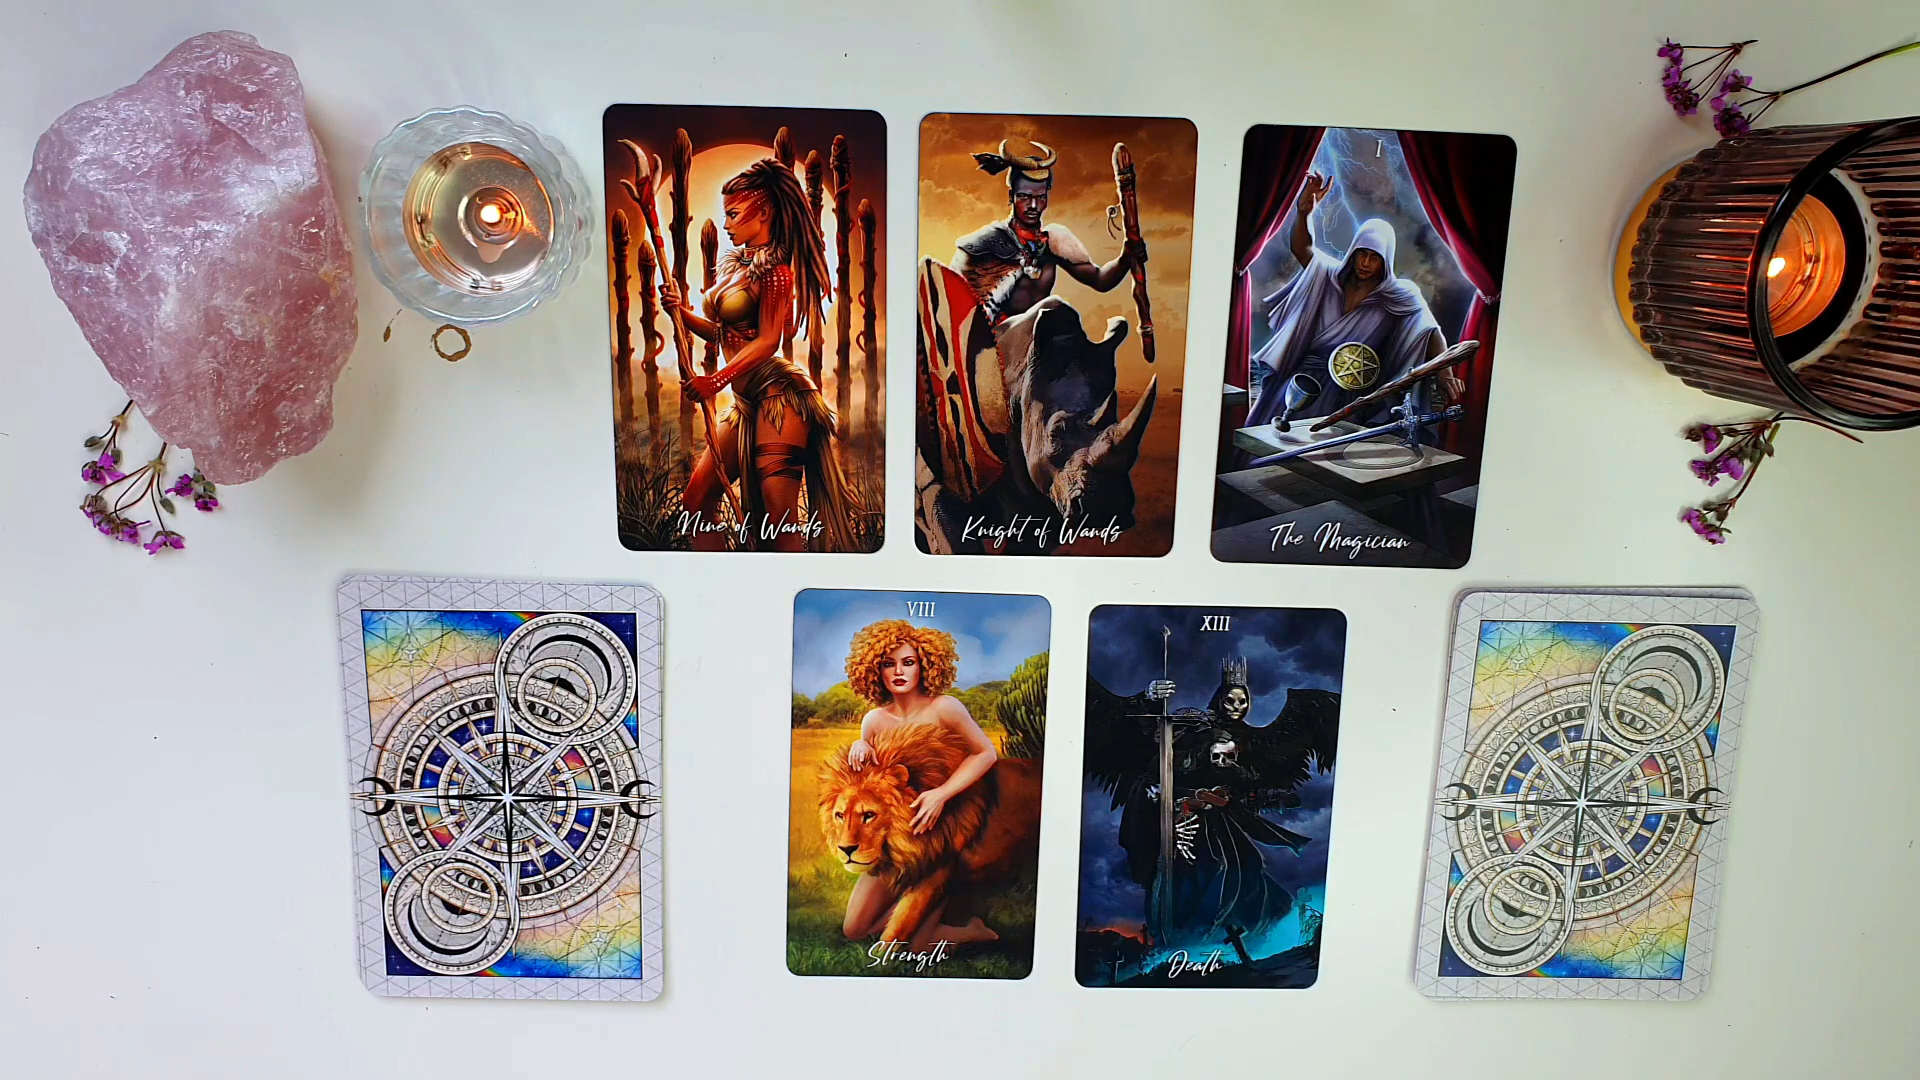 I
Nine of Wands
Knight of Wands
The Magician
VIII
XIII
Strength
Death